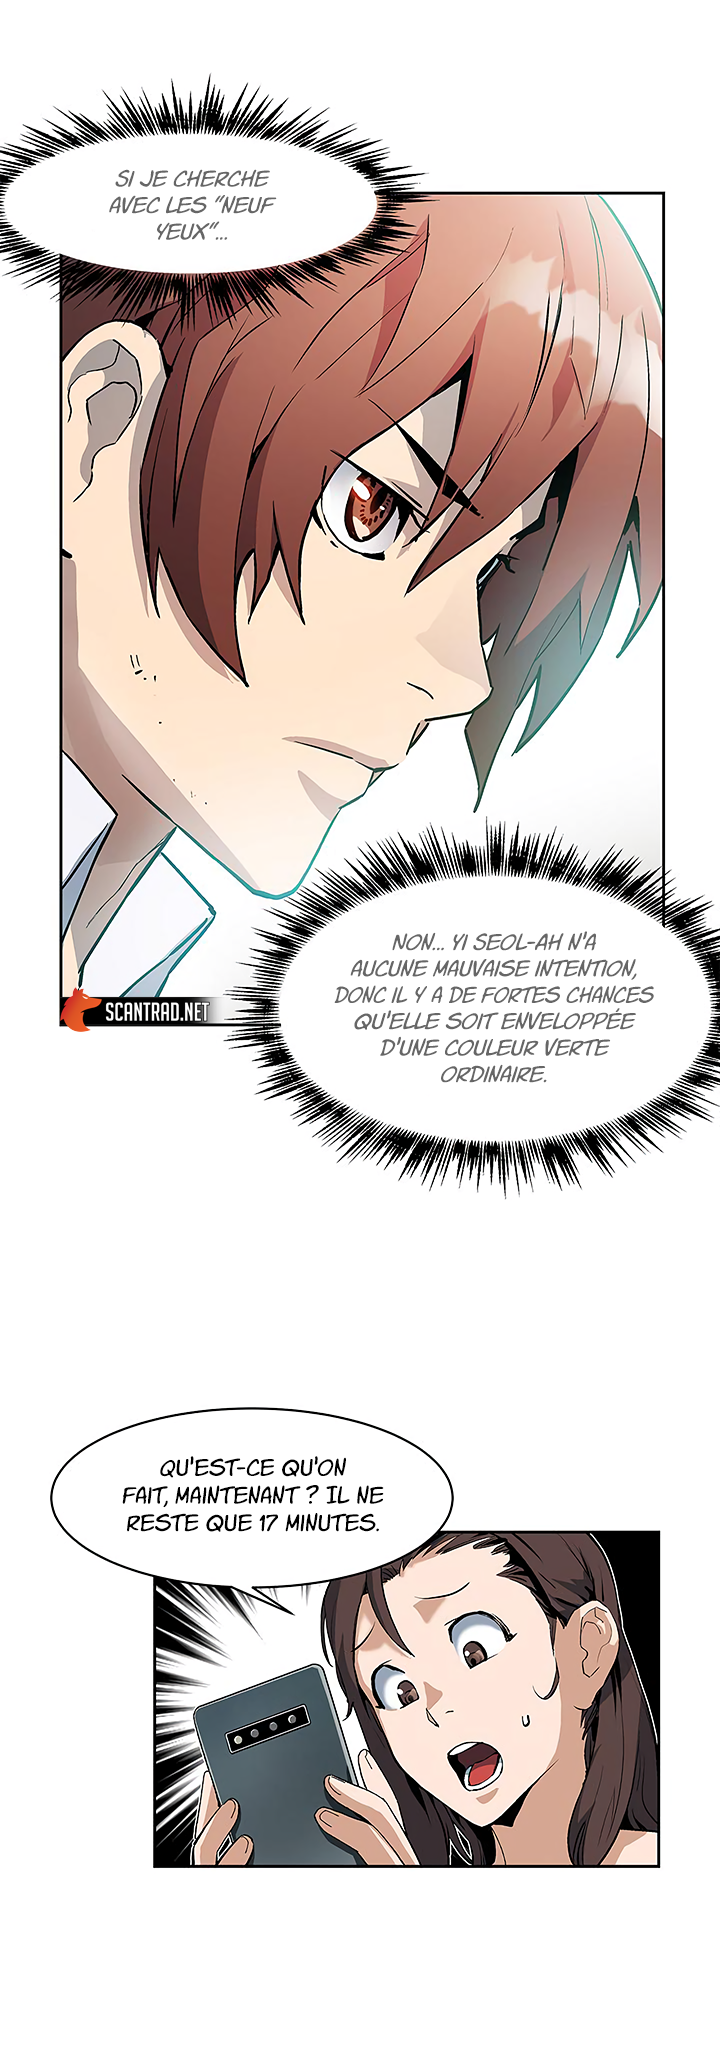 SI JE CHERCHE
AVEC LES "NEUF
YEUX"...
NON... YI SEOL-AH N'A
AUCUNE MAUVAISE INTENTION,
DONC IL Y A DE FORTES CHANCES
QU'ELLE SOIT ENVELOPPÉE
D'UNE COULEUR VERTE
ORDINAIRE.
SCANTRAD.NET
QU'EST-CE QU'ON
FAIT, MAINTENANT ? IL NE
RESTE QUE 17 MINUTES.